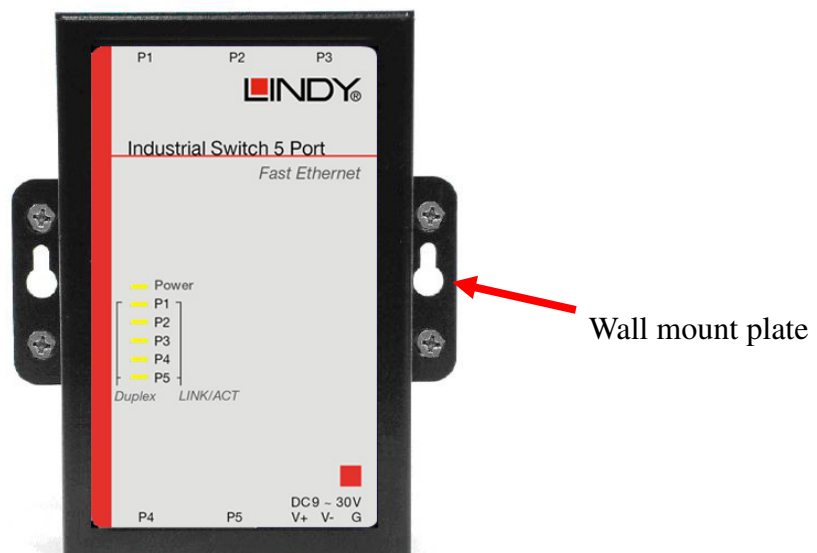 P1 P2 P3
LINDY®
Industrial Switch 5 Port
Fast Ethernet
Power
P1
P2
P3
P4
P5
Duplex LINK/ACT
Wall mount plate
DC9 ~ 30V
P4 P5 V+ V- G